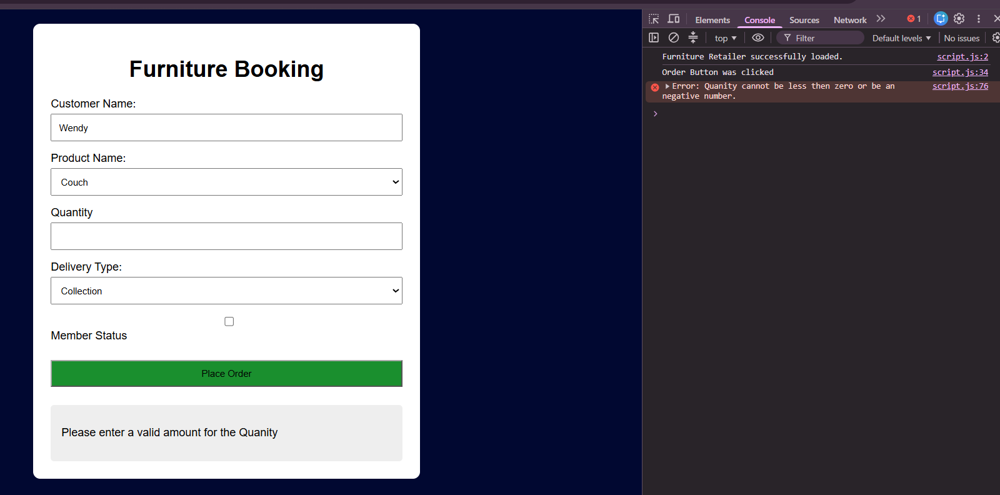 Furniture Booking
Customer Name:
Wendy
Product Name:
Couch
Quantity
Delivery Type:
Collection
Member Status
Place Order
Please enter a valid amount for the Quanity
Elements Console Sources Network 1
top Filter Default levels No issues
Furniture Retailer successfully loaded. script.js:2
Order Button was clicked script.js:34
Error: Quanity cannot be less then zero or be an script.js:76
negative number.